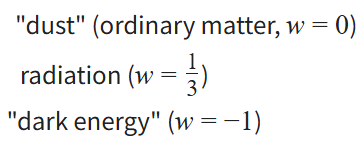 "dust" (ordinary matter, w = 0)
radiation (w = 1/3)
"dark energy" (w = −1)